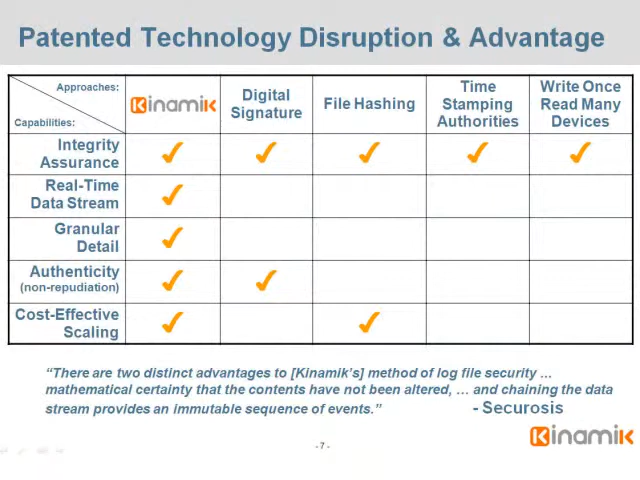 Patented Technology Disruption & Advantage
Approaches:
Capabilities:
Kinamik
Digital
Signature
File Hashing
Time
Stamping
Authorities
Write Once
Read Many
Devices
Integrity
Assurance
Real-Time
Data Stream
Granular
Detail
Authenticity
(non-repudiation)
Cost-Effective
Scaling
“There are two distinct advantages to [Kinamik’s] method of log file security ...
mathematical certainty that the contents have not been altered, … and chaining the data
stream provides an immutable sequence of events.” - Securosis
Kinamik
- 7 -